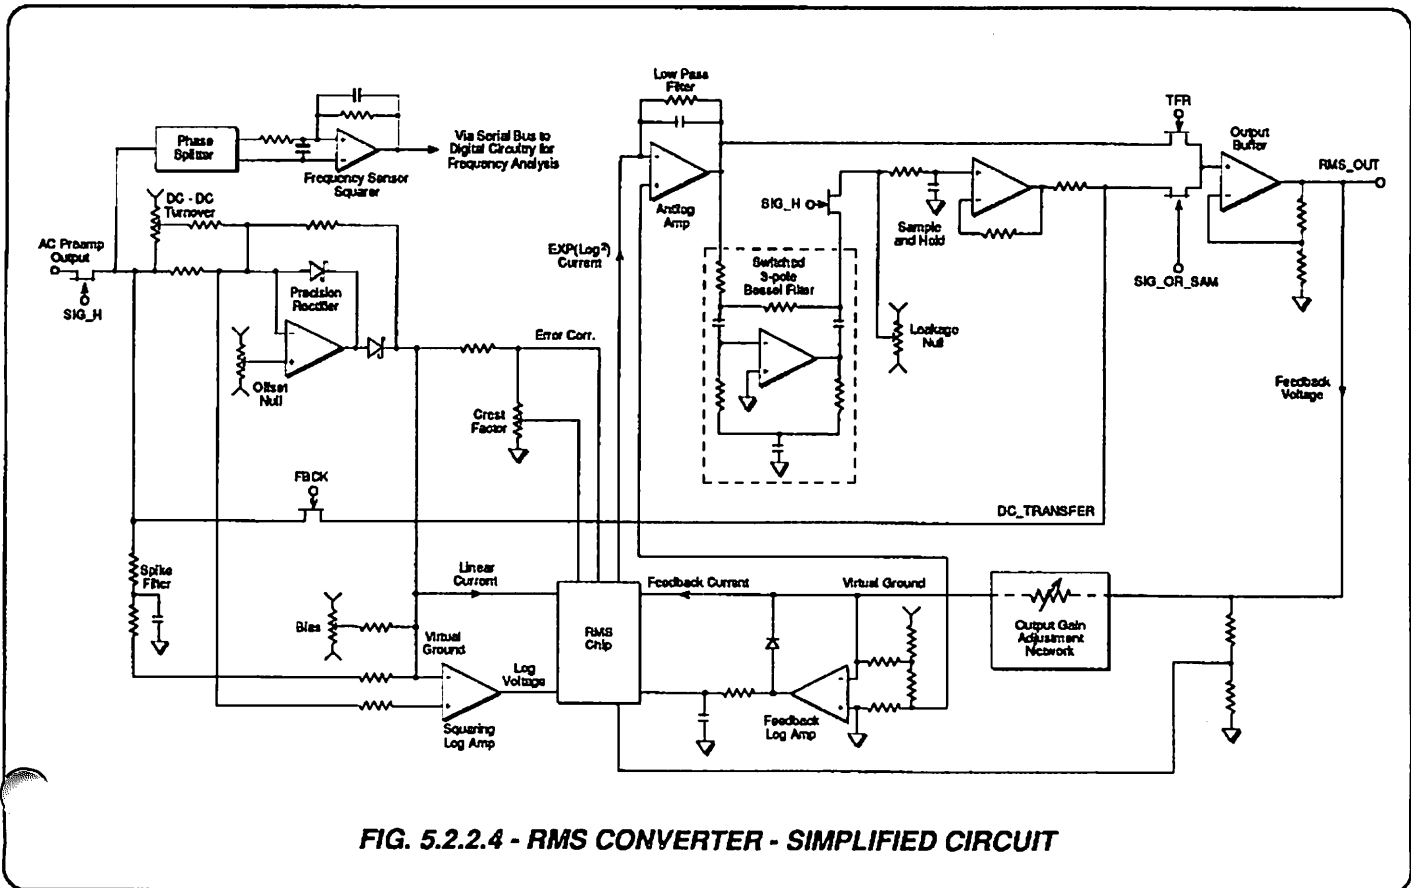 Low Pass
Filter
TFR
Phase
Splitter
Via Serial Bus to
Digital Circuitry for
Frequency Analysis
Output
Buffer
RMS_OUT
Frequency Sensor
Squarer
DC - DC
Turnover
Analog
Amp
SIG_H
Sample
and Hold
AC Preamp
Output
EXP(Log²)
Current
Switched
3-pole
Bessel Filter
SIG_OR_SAM
Precision
Rectifier
SIG_H
Error Corr.
Leakage
Null
Offset
Null
Feedback
Voltage
Crest
Factor
FBCK
DC_TRANSFER
Spike
Filter
Linear
Current
Feedback Current
Virtual Ground
Bias
Virtual
Ground
RMS
Chip
Output Gain
Adjustment
Network
Log
Voltage
Squaring
Log Amp
Feedback
Log Amp
FIG. 5.2.2.4 - RMS CONVERTER - SIMPLIFIED CIRCUIT